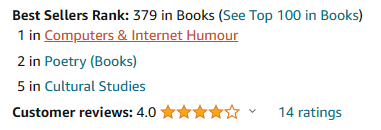 Best Sellers Rank: 379 in Books (See Top 100 in Books)
1 in Computers & Internet Humour
2 in Poetry (Books)
5 in Cultural Studies
Customer reviews: 4.0 14 ratings